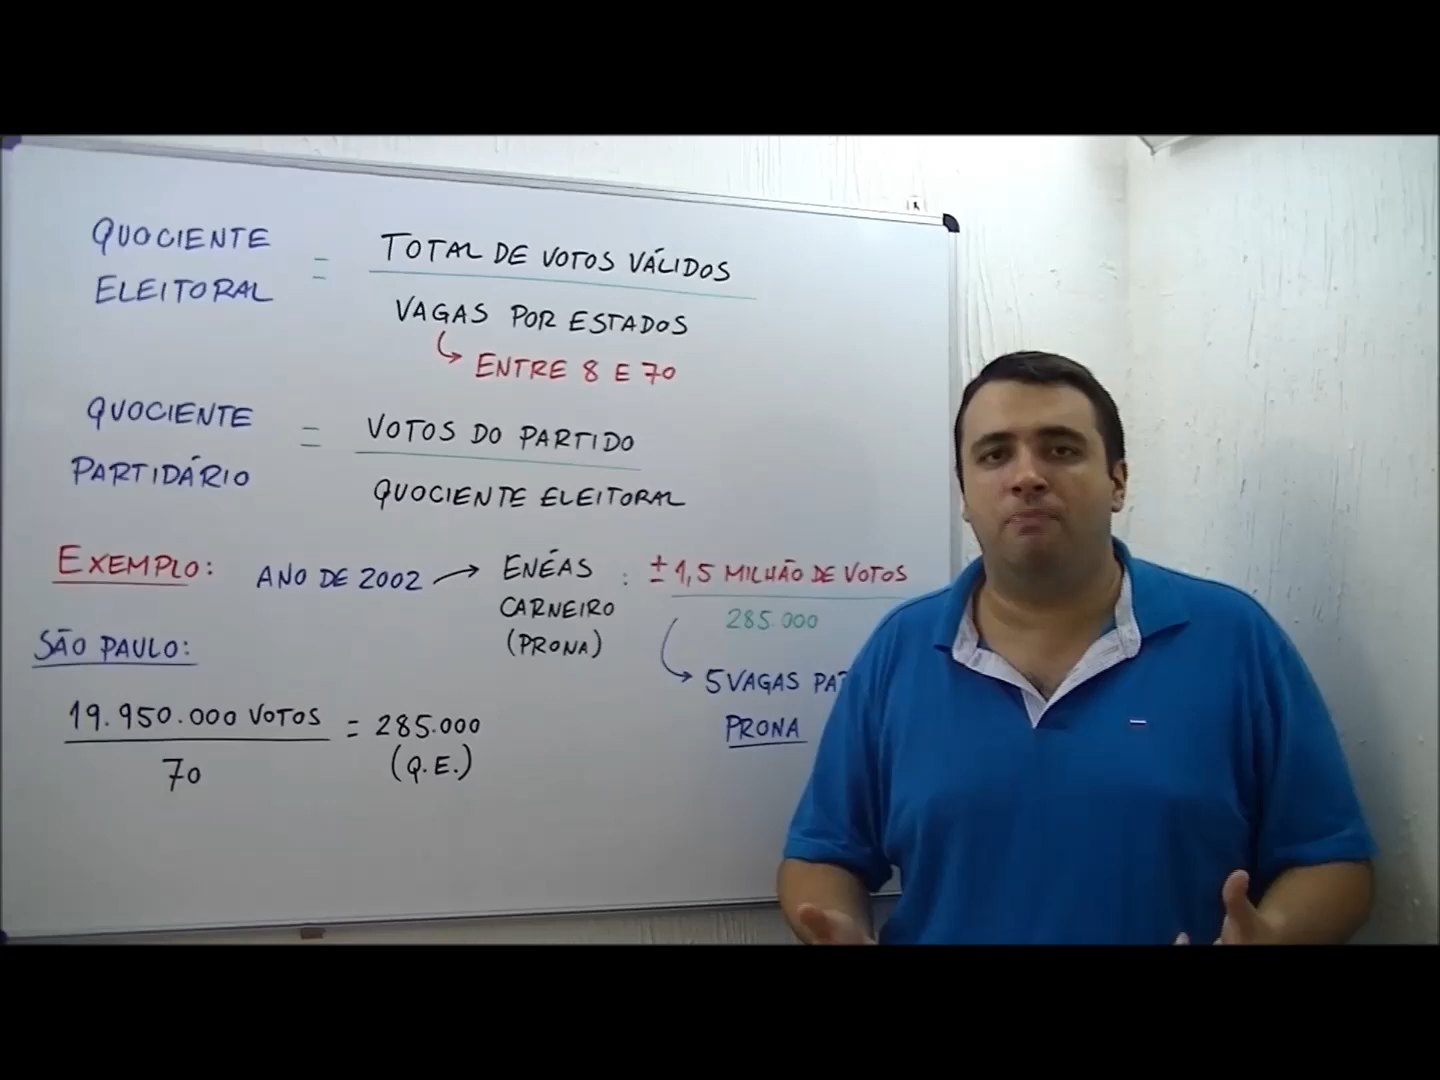 QUOCIENTE
ELEITORAL
=
TOTAL DE VOTOS VÁLIDOS
VAGAS POR ESTADOS
ENTRE 8 E 70
QUOCIENTE
PARTIDÁRIO
=
VOTOS DO PARTIDO
QUOCIENTE ELEITORAL
EXEMPLO:
ANO DE 2002
ENÉAS
CARNEIRO
(PRONA)
: ± 1,5 MILHÃO DE VOTOS
285.000
5 VAGAS
PRONA
SÃO PAULO:
19.950.000 VOTOS
70
= 285.000
(Q.E.)